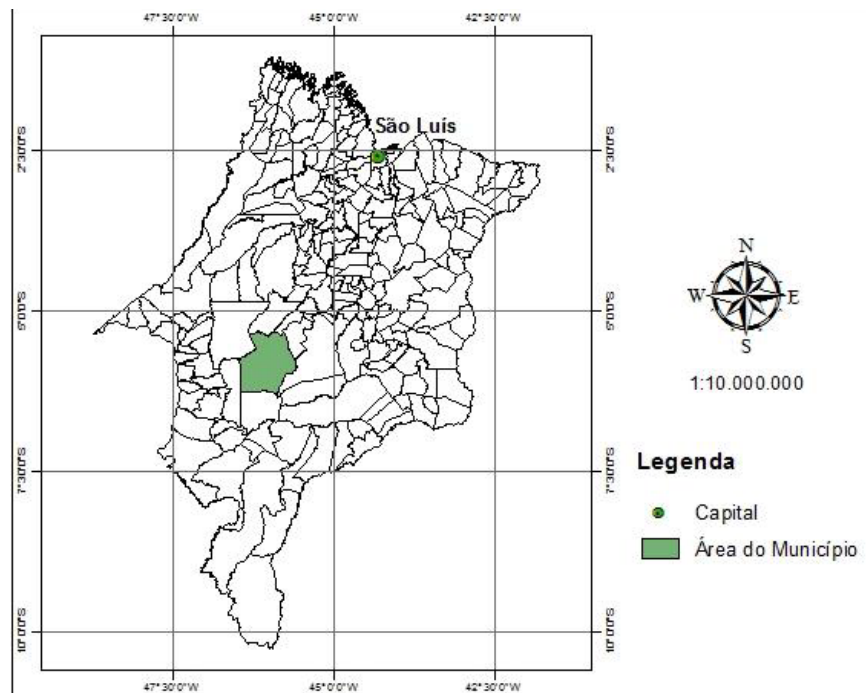 47°30'0"W 45°0'0"W 42°30'0"W
São Luís
2°30'0"S 2°30'0"S
5°0'0"S 5°0'0"S
7°30'0"S 7°30'0"S
10°0'0"S 10°0'0"S
47°30'0"W 45°0'0"W 42°30'0"W
N
W E
S
1:10.000.000
Legenda
Capital
Área do Município